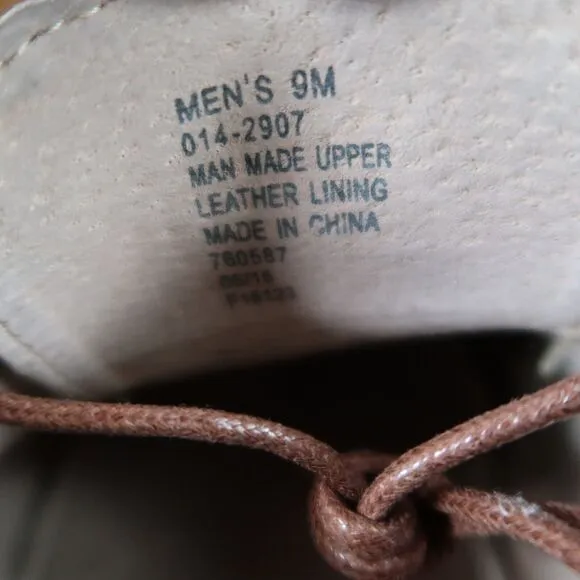 MEN'S 9M
014-2907
MAN MADE UPPER
LEATHER LINING
MADE IN CHINA
760587